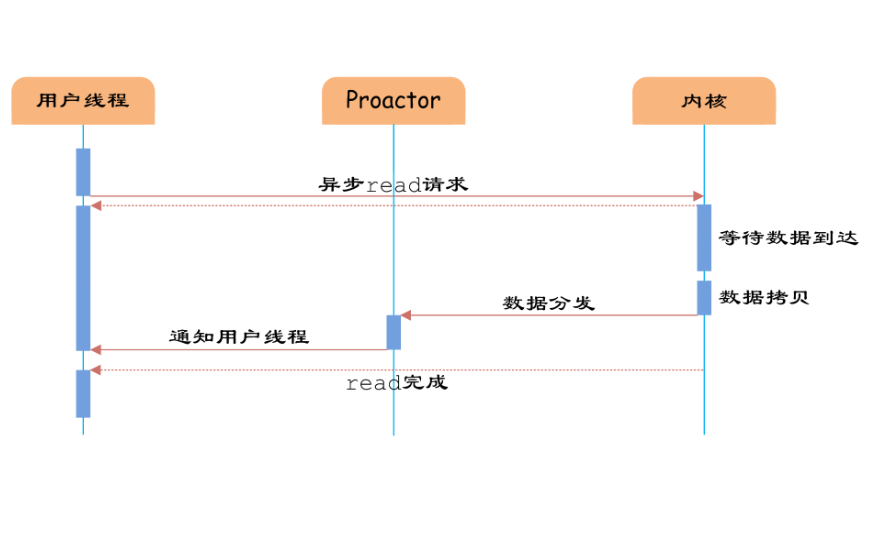 用户线程
Proactor
内核
异步read请求
等待数据到达
数据拷贝
数据分发
通知用户线程
read完成